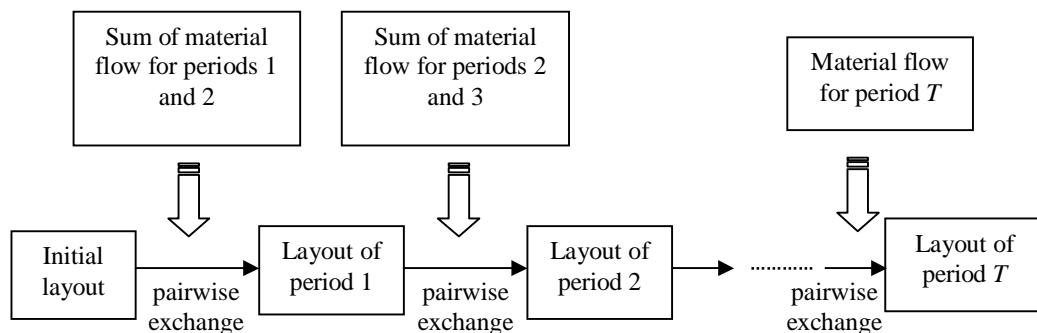 Sum of material
flow for periods 1
and 2
Sum of material
flow for periods 2
and 3
Material flow
for period T
Initial
layout
pairwise
exchange
Layout of
period 1
pairwise
exchange
Layout of
period 2
pairwise
exchange
Layout of
period T